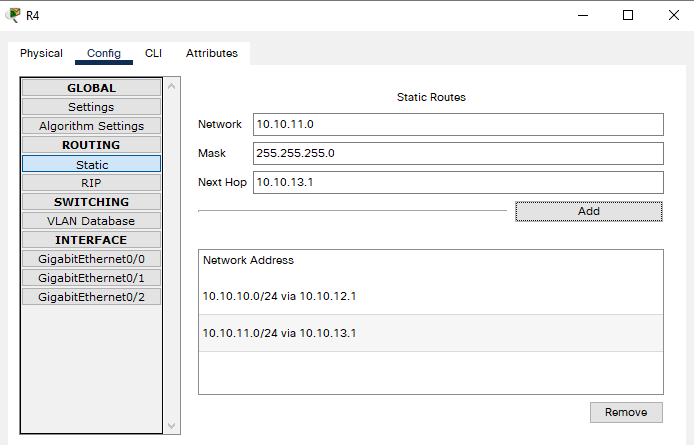 R4
Physical Config CLI Attributes
GLOBAL
Settings
Algorithm Settings
ROUTING
Static
RIP
SWITCHING
VLAN Database
INTERFACE
GigabitEthernet0/0
GigabitEthernet0/1
GigabitEthernet0/2
Static Routes
Network 10.10.11.0
Mask 255.255.255.0
Next Hop 10.10.13.1
Add
Network Address
10.10.10.0/24 via 10.10.12.1
10.10.11.0/24 via 10.10.13.1
Remove